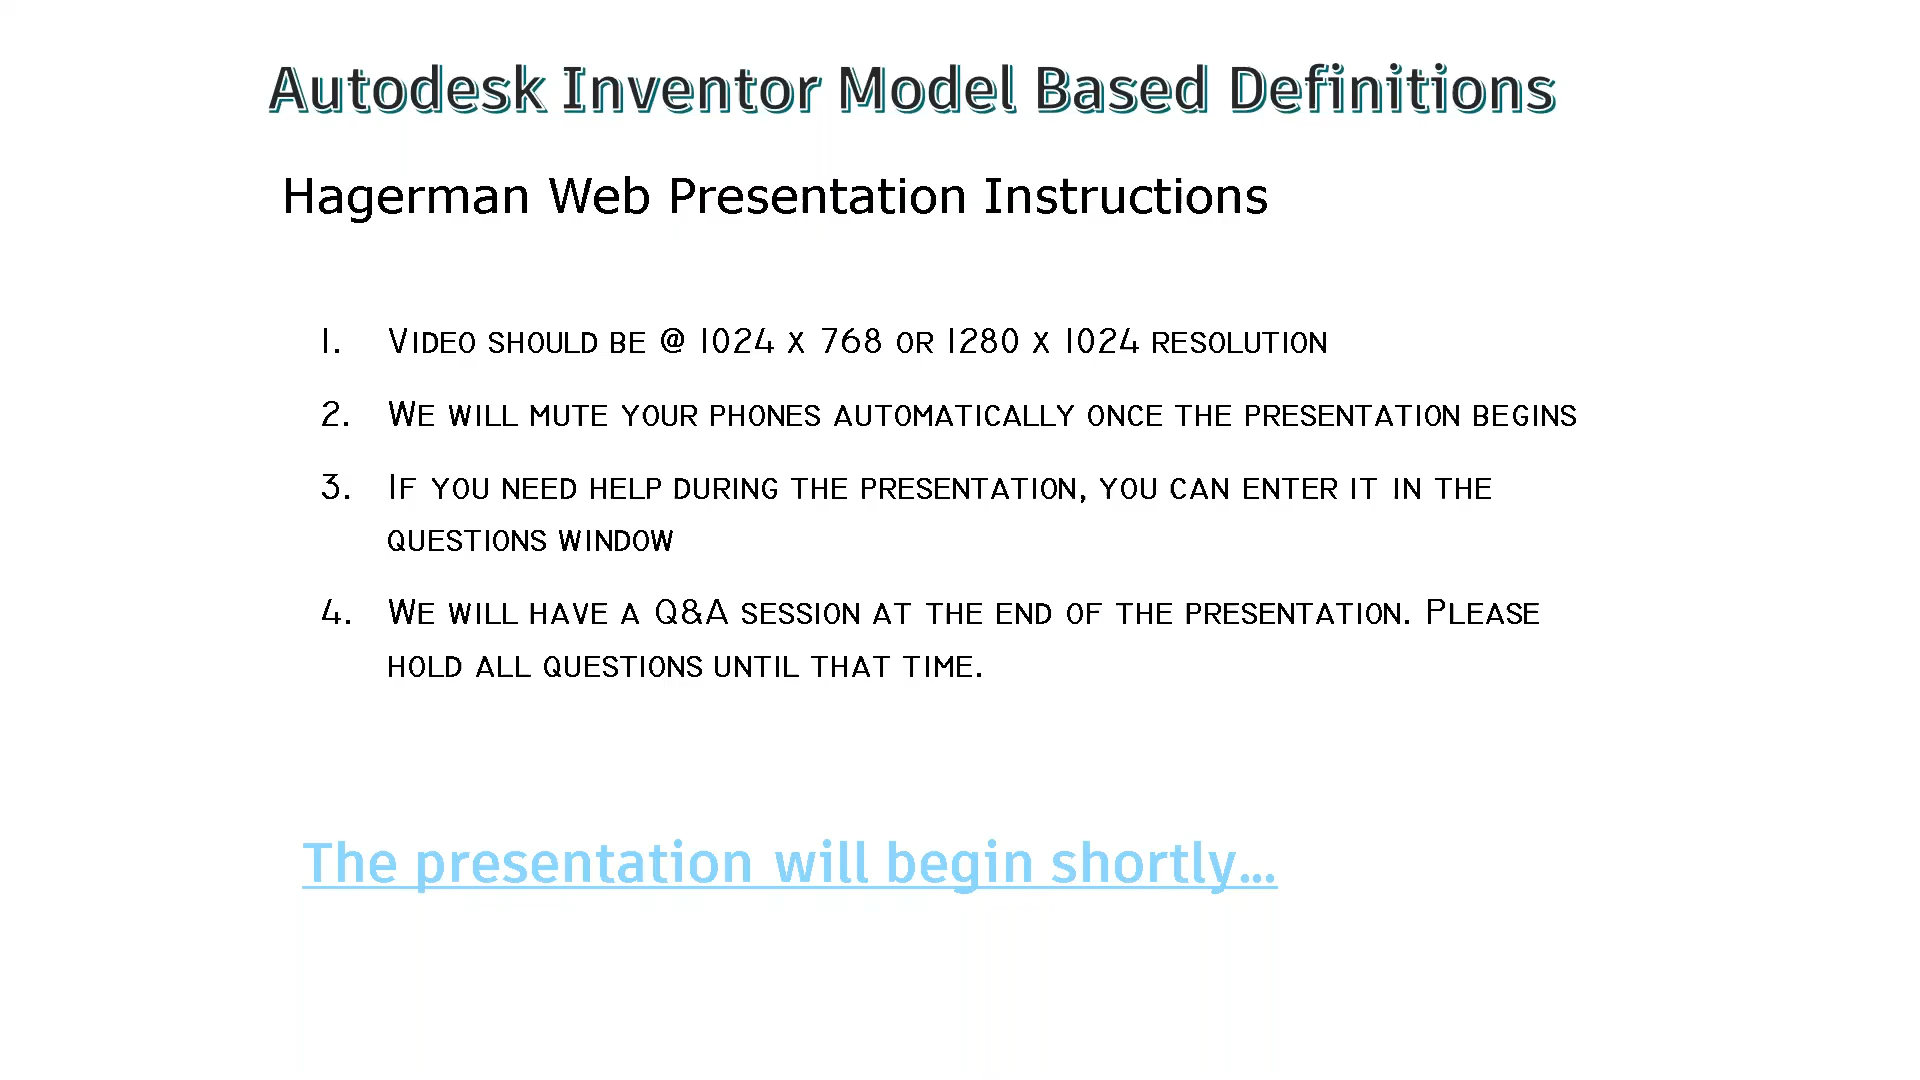 Autodesk Inventor Model Based Definitions
Hagerman Web Presentation Instructions
1. Video should be @ 1024 x 768 or 1280 x 1024 resolution
2. We will mute your phones automatically once the presentation begins
3. If you need help during the presentation, you can enter it in the
questions window
4. We will have a Q&A session at the end of the presentation. Please
hold all questions until that time.
The presentation will begin shortly...